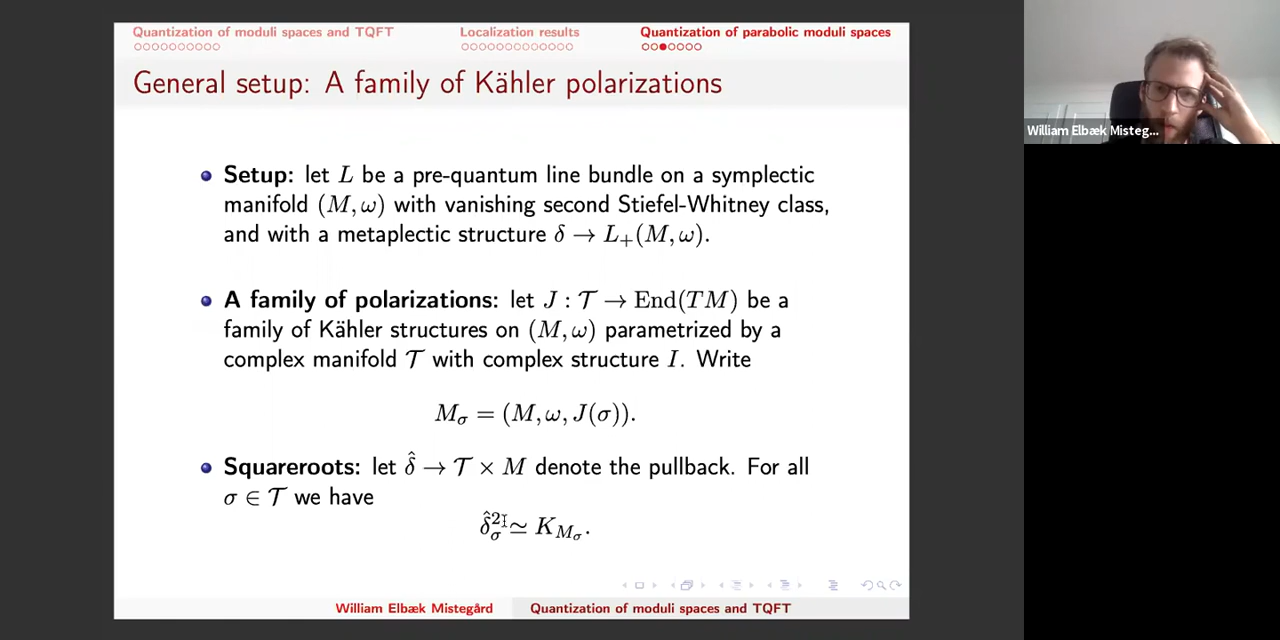 Quantization of moduli spaces and TQFT
Localization results
Quantization of parabolic moduli spaces
General setup: A family of Kähler polarizations
Setup: let L be a pre-quantum line bundle on a symplectic
manifold (M, ω) with vanishing second Stiefel-Whitney class,
and with a metaplectic structure δ → L₊(M, ω).
A family of polarizations: let J : 𝒯 → End(TM) be a
family of Kähler structures on (M, ω) parametrized by a
complex manifold 𝒯 with complex structure I. Write
M_σ = (M, ω, J(σ)).
Squareroots: let δ̂ → 𝒯 × M denote the pullback. For all
σ ∈ 𝒯 we have
δ̂_σ^2 ≃ K_{M_σ}.
William Elbæk Mistegård
Quantization of moduli spaces and TQFT
William Elbæk Misteg...